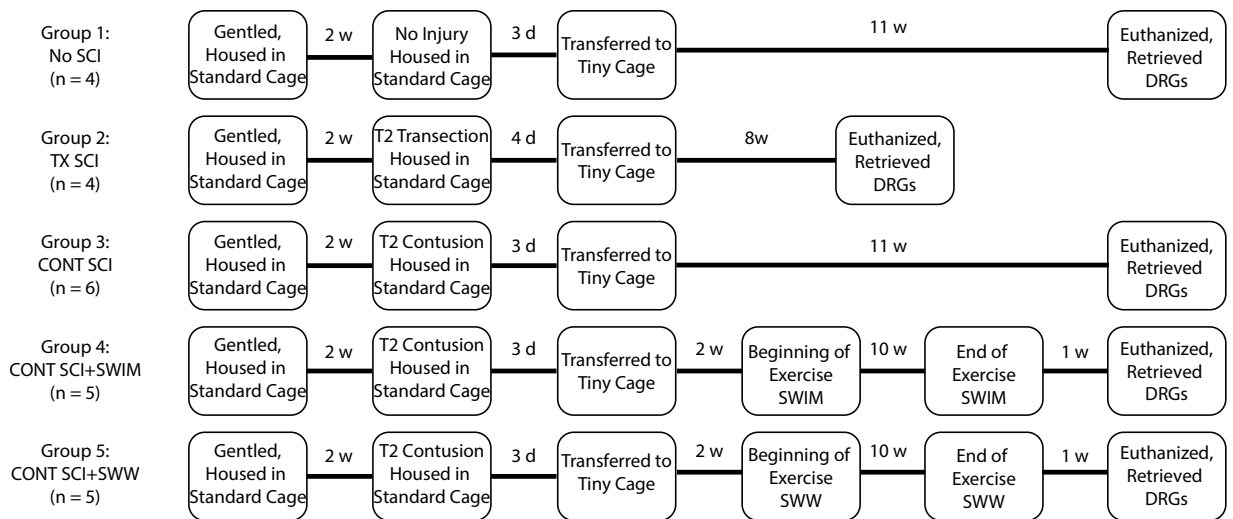 Group 1:
No SCI
(n = 4)
Gentled,
Housed in
Standard Cage
2 w
No Injury
Housed in
Standard Cage
3 d
Transferred to
Tiny Cage
11 w
Euthanized,
Retrieved
DRGs
Group 2:
TX SCI
(n = 4)
Gentled,
Housed in
Standard Cage
2 w
T2 Transection
Housed in
Standard Cage
4 d
Transferred to
Tiny Cage
8w
Euthanized,
Retrieved
DRGs
Group 3:
CONT SCI
(n = 6)
Gentled,
Housed in
Standard Cage
2 w
T2 Contusion
Housed in
Standard Cage
3 d
Transferred to
Tiny Cage
11 w
Euthanized,
Retrieved
DRGs
Group 4:
CONT SCI+SWIM
(n = 5)
Gentled,
Housed in
Standard Cage
2 w
T2 Contusion
Housed in
Standard Cage
3 d
Transferred to
Tiny Cage
2 w
Beginning of
Exercise
SWIM
10 w
End of
Exercise
SWIM
1 w
Euthanized,
Retrieved
DRGs
Group 5:
CONT SCI+SWW
(n = 5)
Gentled,
Housed in
Standard Cage
2 w
T2 Contusion
Housed in
Standard Cage
3 d
Transferred to
Tiny Cage
2 w
Beginning of
Exercise
SWW
10 w
End of
Exercise
SWW
1 w
Euthanized,
Retrieved
DRGs